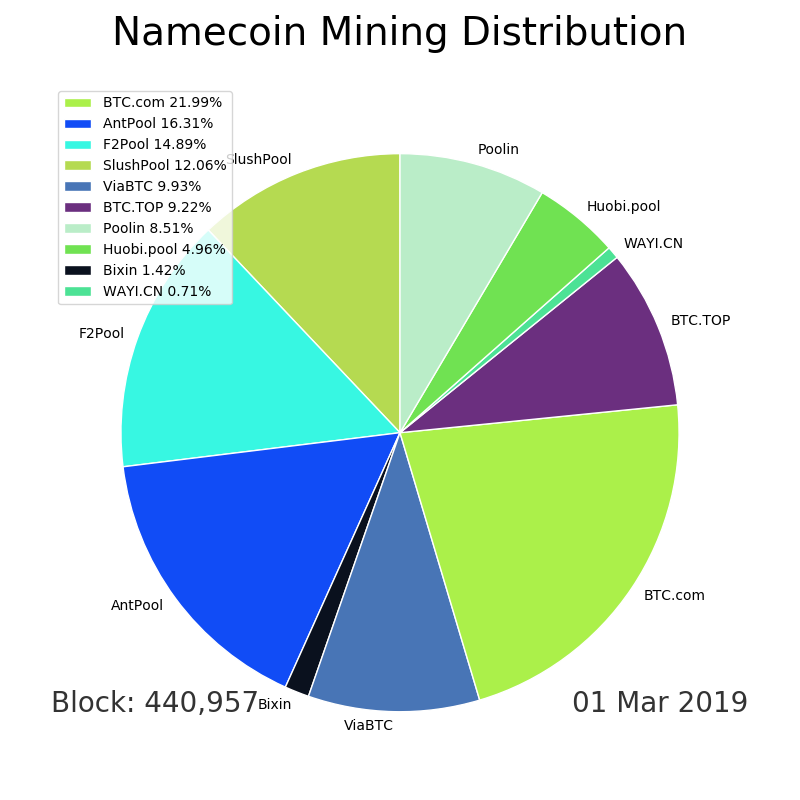 Namecoin Mining Distribution
BTC.com 21.99%
AntPool 16.31%
F2Pool 14.89%
SlushPool 12.06%
ViaBTC 9.93%
BTC.TOP 9.22%
Poolin 8.51%
Huobi.pool 4.96%
Bixin 1.42%
WAYI.CN 0.71%
SlushPool
Poolin
Huobi.pool
WAYI.CN
BTC.TOP
F2Pool
BTC.com
AntPool
Bixin
ViaBTC
Block: 440,957
01 Mar 2019